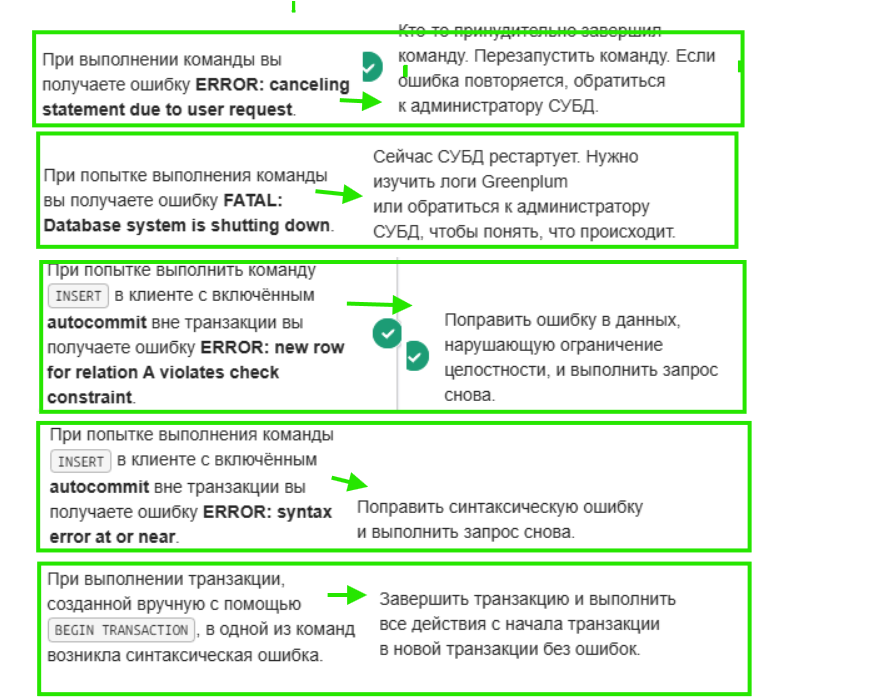 При выполнении команды вы
получаете ошибку ERROR: canceling
statement due to user request.
Кто-то принудительно завершил
команду. Перезапустить команду. Если
ошибка повторяется, обратиться
к администратору СУБД.
При попытке выполнения команды
вы получаете ошибку FATAL:
Database system is shutting down.
Сейчас СУБД рестартует. Нужно
изучить логи Greenplum
или обратиться к администратору
СУБД, чтобы понять, что происходит.
При попытке выполнить команду
INSERT в клиенте с включённым
autocommit вне транзакции вы
получаете ошибку ERROR: new row
for relation A violates check
constraint.
Поправить ошибку в данных,
нарушающую ограничение
целостности, и выполнить запрос
снова.
При попытке выполнения команды
INSERT в клиенте с включённым
autocommit вне транзакции вы
получаете ошибку ERROR: syntax
error at or near.
Поправить синтаксическую ошибку
и выполнить запрос снова.
При выполнении транзакции,
созданной вручную с помощью
BEGIN TRANSACTION, в одной из команд
возникла синтаксическая ошибка.
Завершить транзакцию и выполнить
все действия с начала транзакции
в новой транзакции без ошибок.